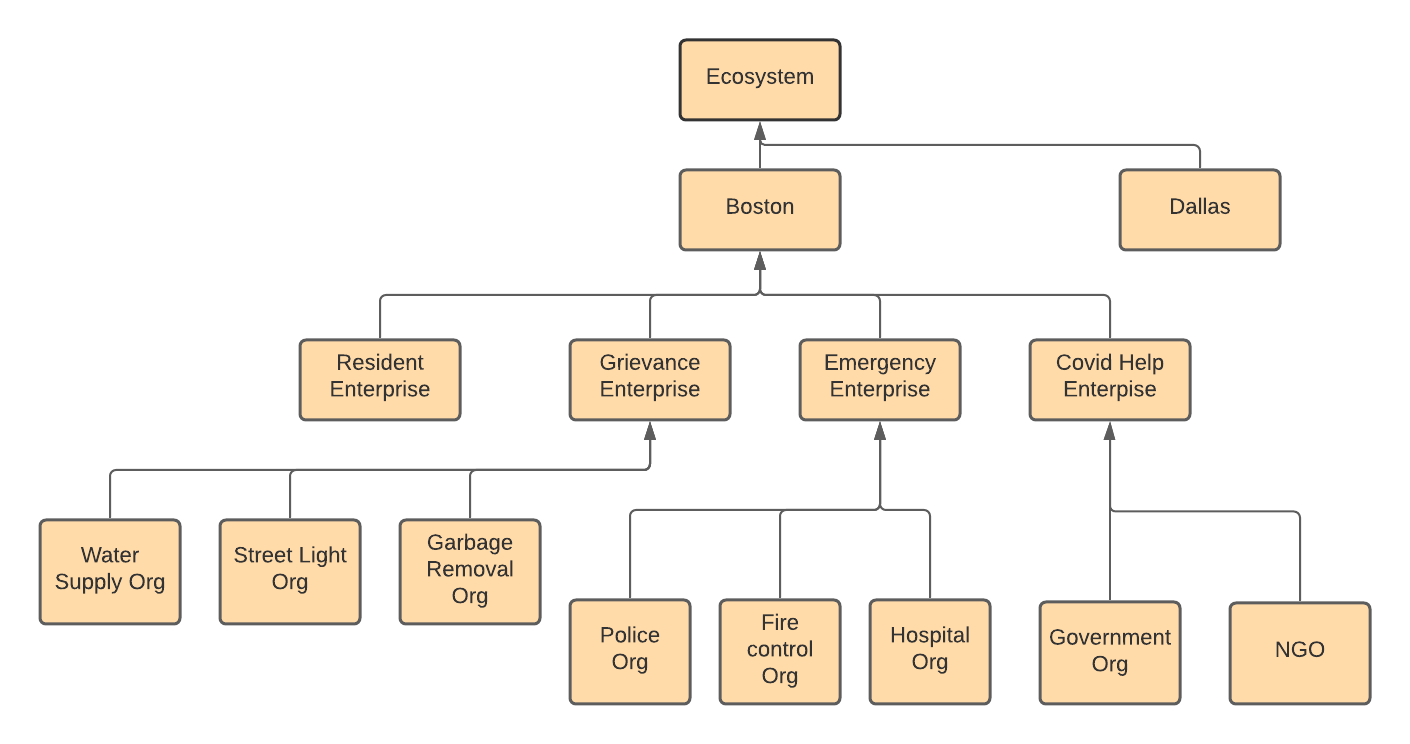 Ecosystem
Boston
Dallas
Resident
Enterprise
Grievance
Enterprise
Emergency
Enterprise
Covid Help
Enterpise
Water
Supply Org
Street Light
Org
Garbage
Removal
Org
Police
Org
Fire
control
Org
Hospital
Org
Government
Org
NGO